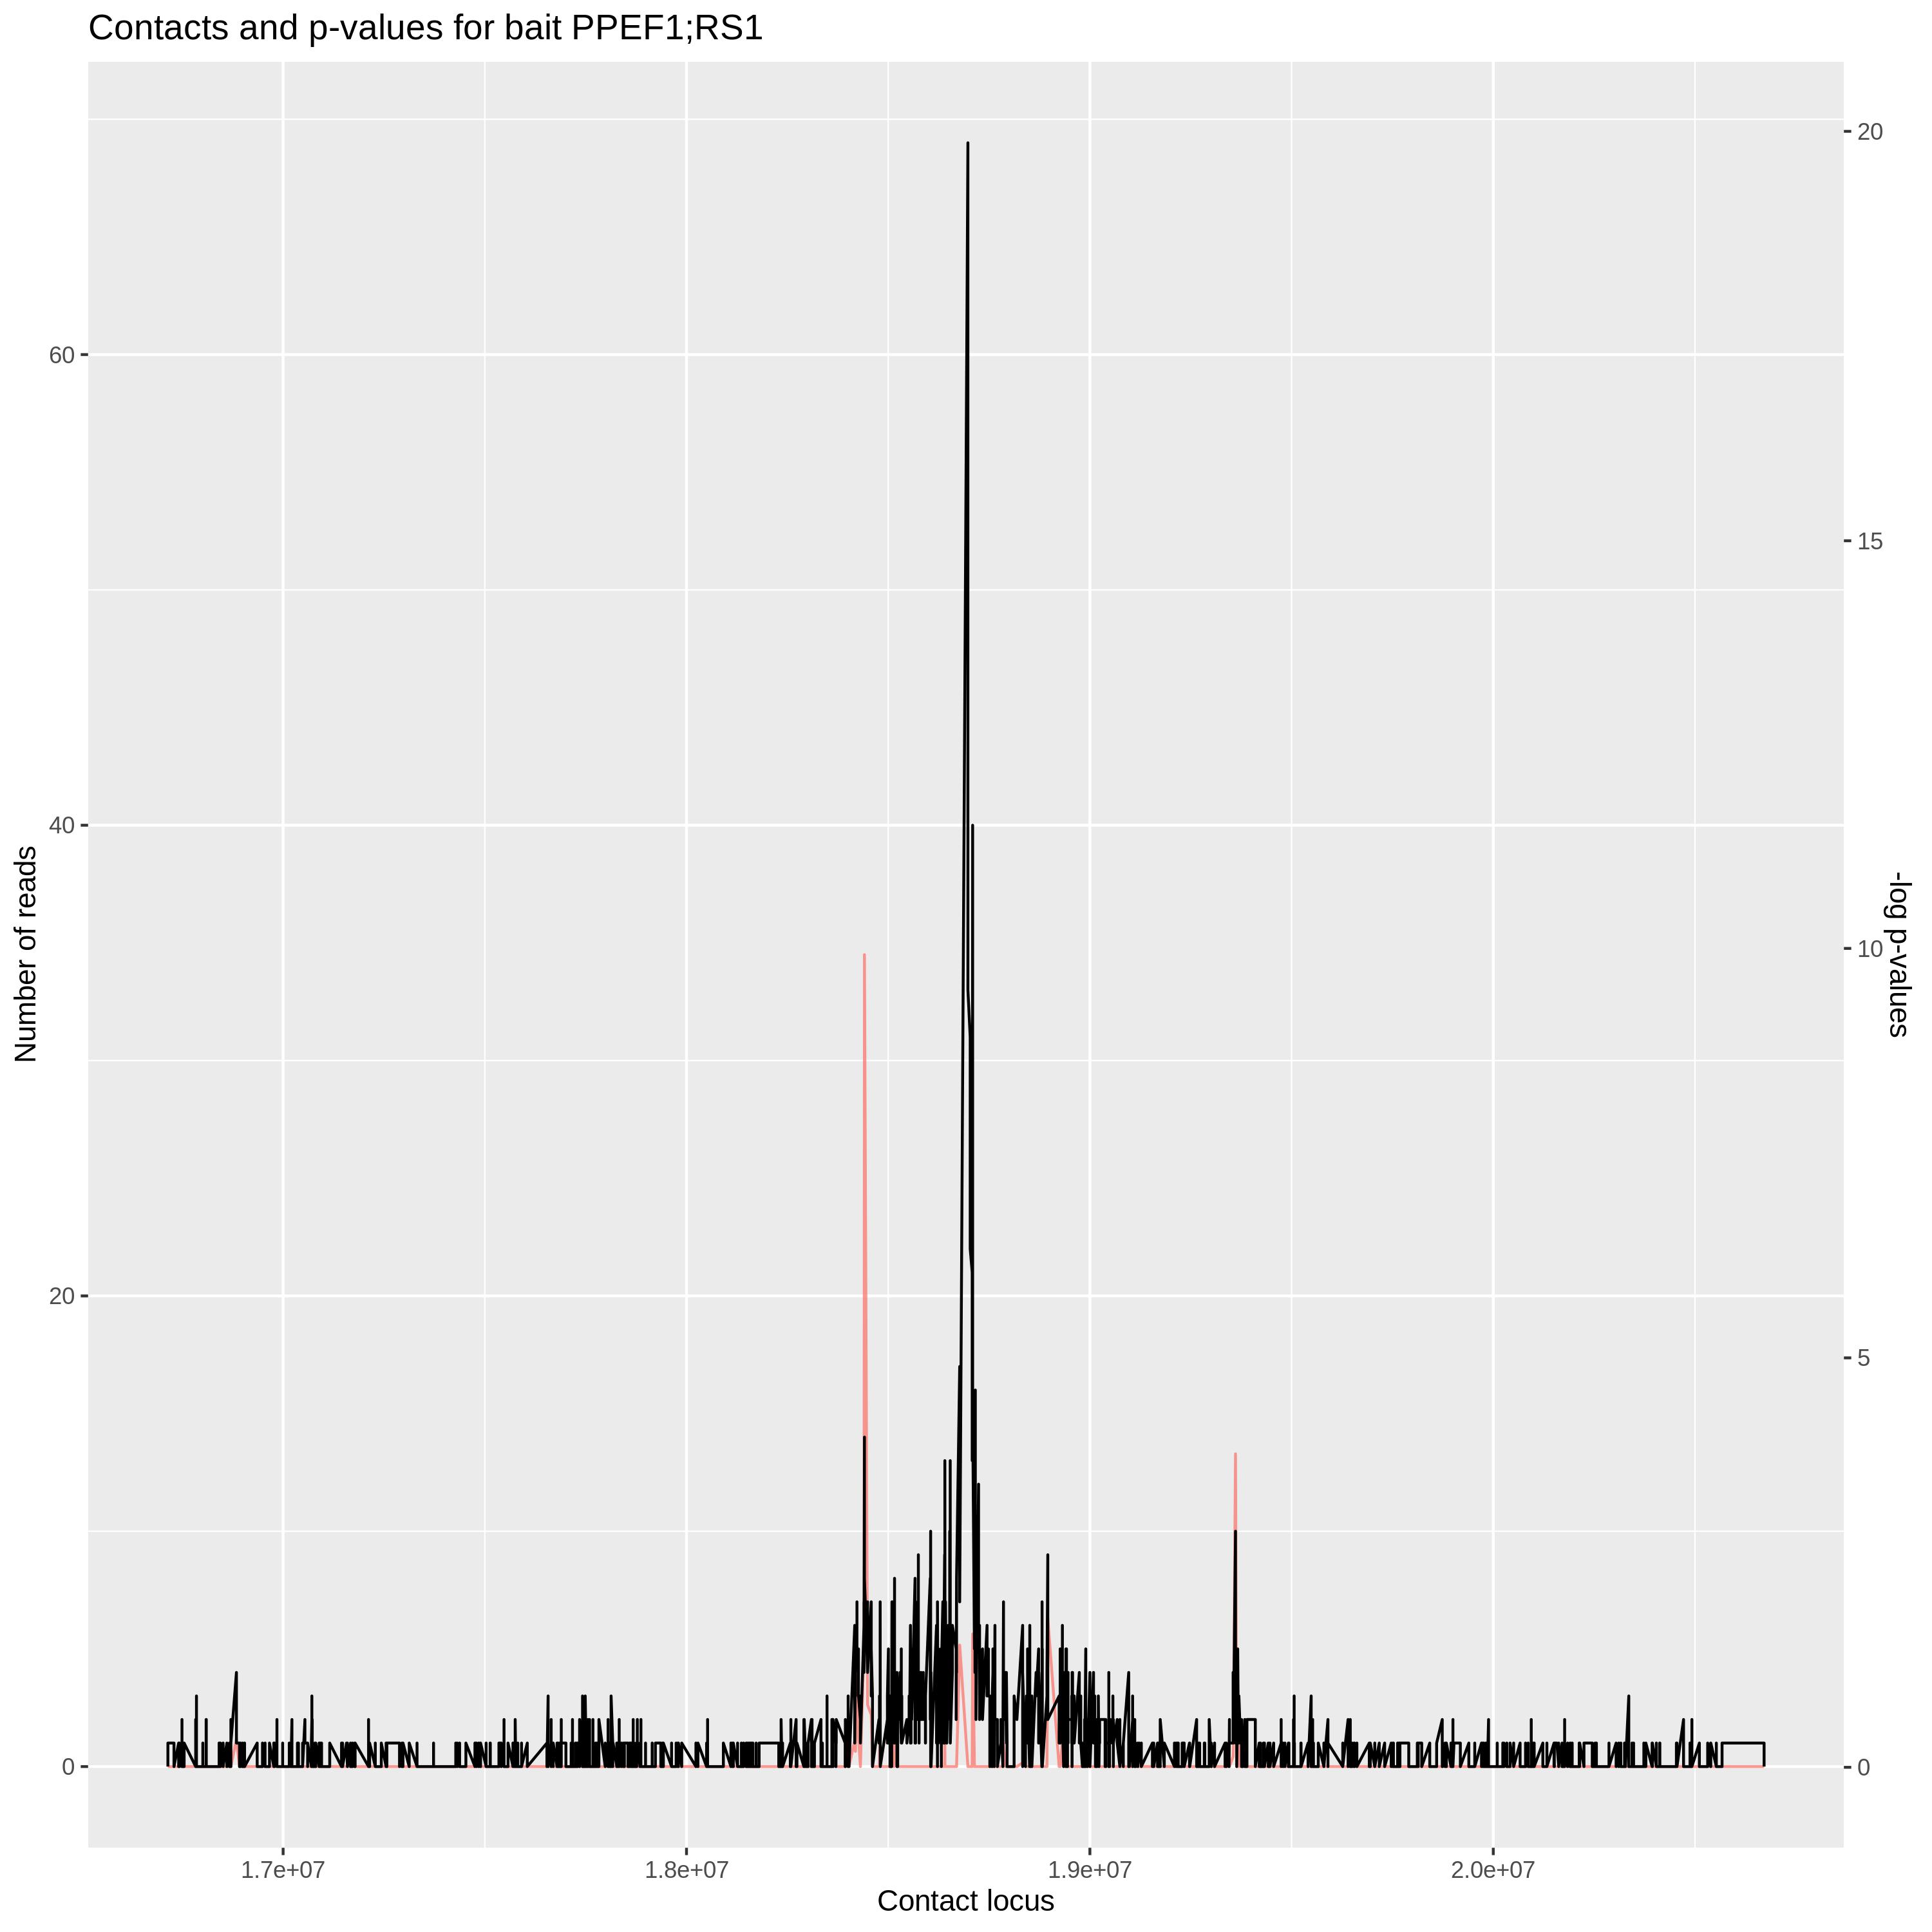 Contacts and p-values for bait PPEF1;RS1
Number of reads
60
40
20
0
20
15
10
5
0
-log p-values
1.7e+07
1.8e+07
1.9e+07
2.0e+07
Contact locus